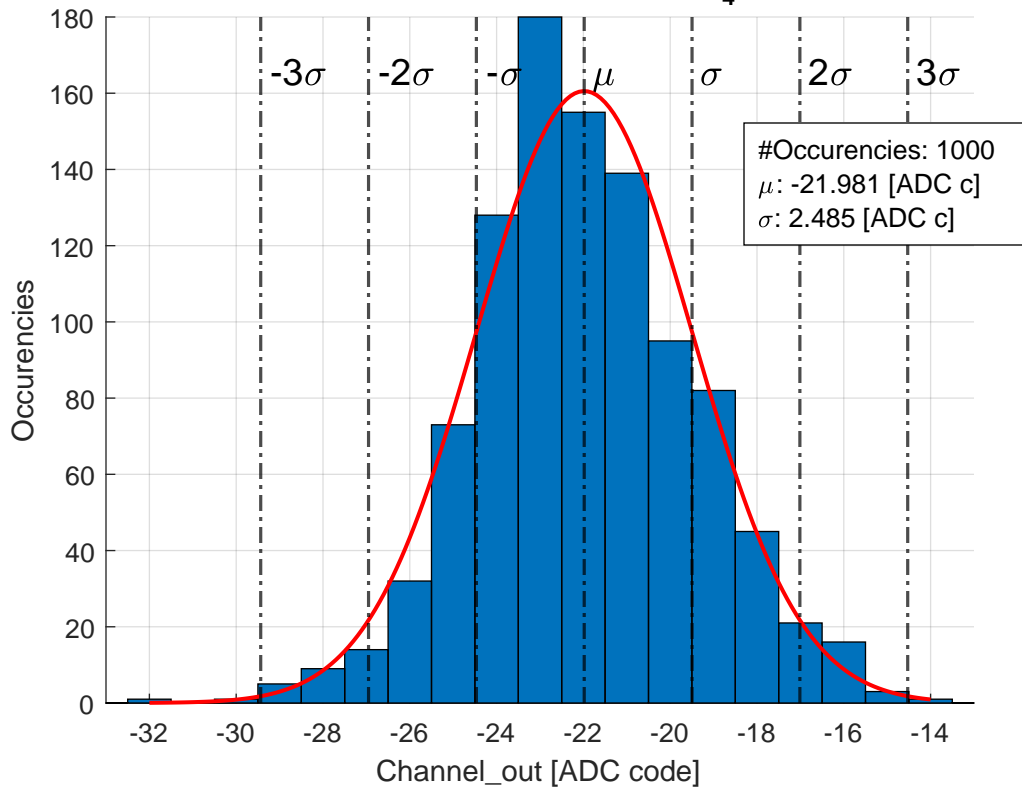 4
180
160
140
120
100
80
60
40
20
0
-3σ
-2σ
-σ
μ
σ
2σ
3σ
#Occurencies: 1000
μ: -21.981 [ADC c]
σ: 2.485 [ADC c]
Occurencies
-32
-30
-28
-26
-24
-22
-20
-18
-16
-14
Channel_out [ADC code]